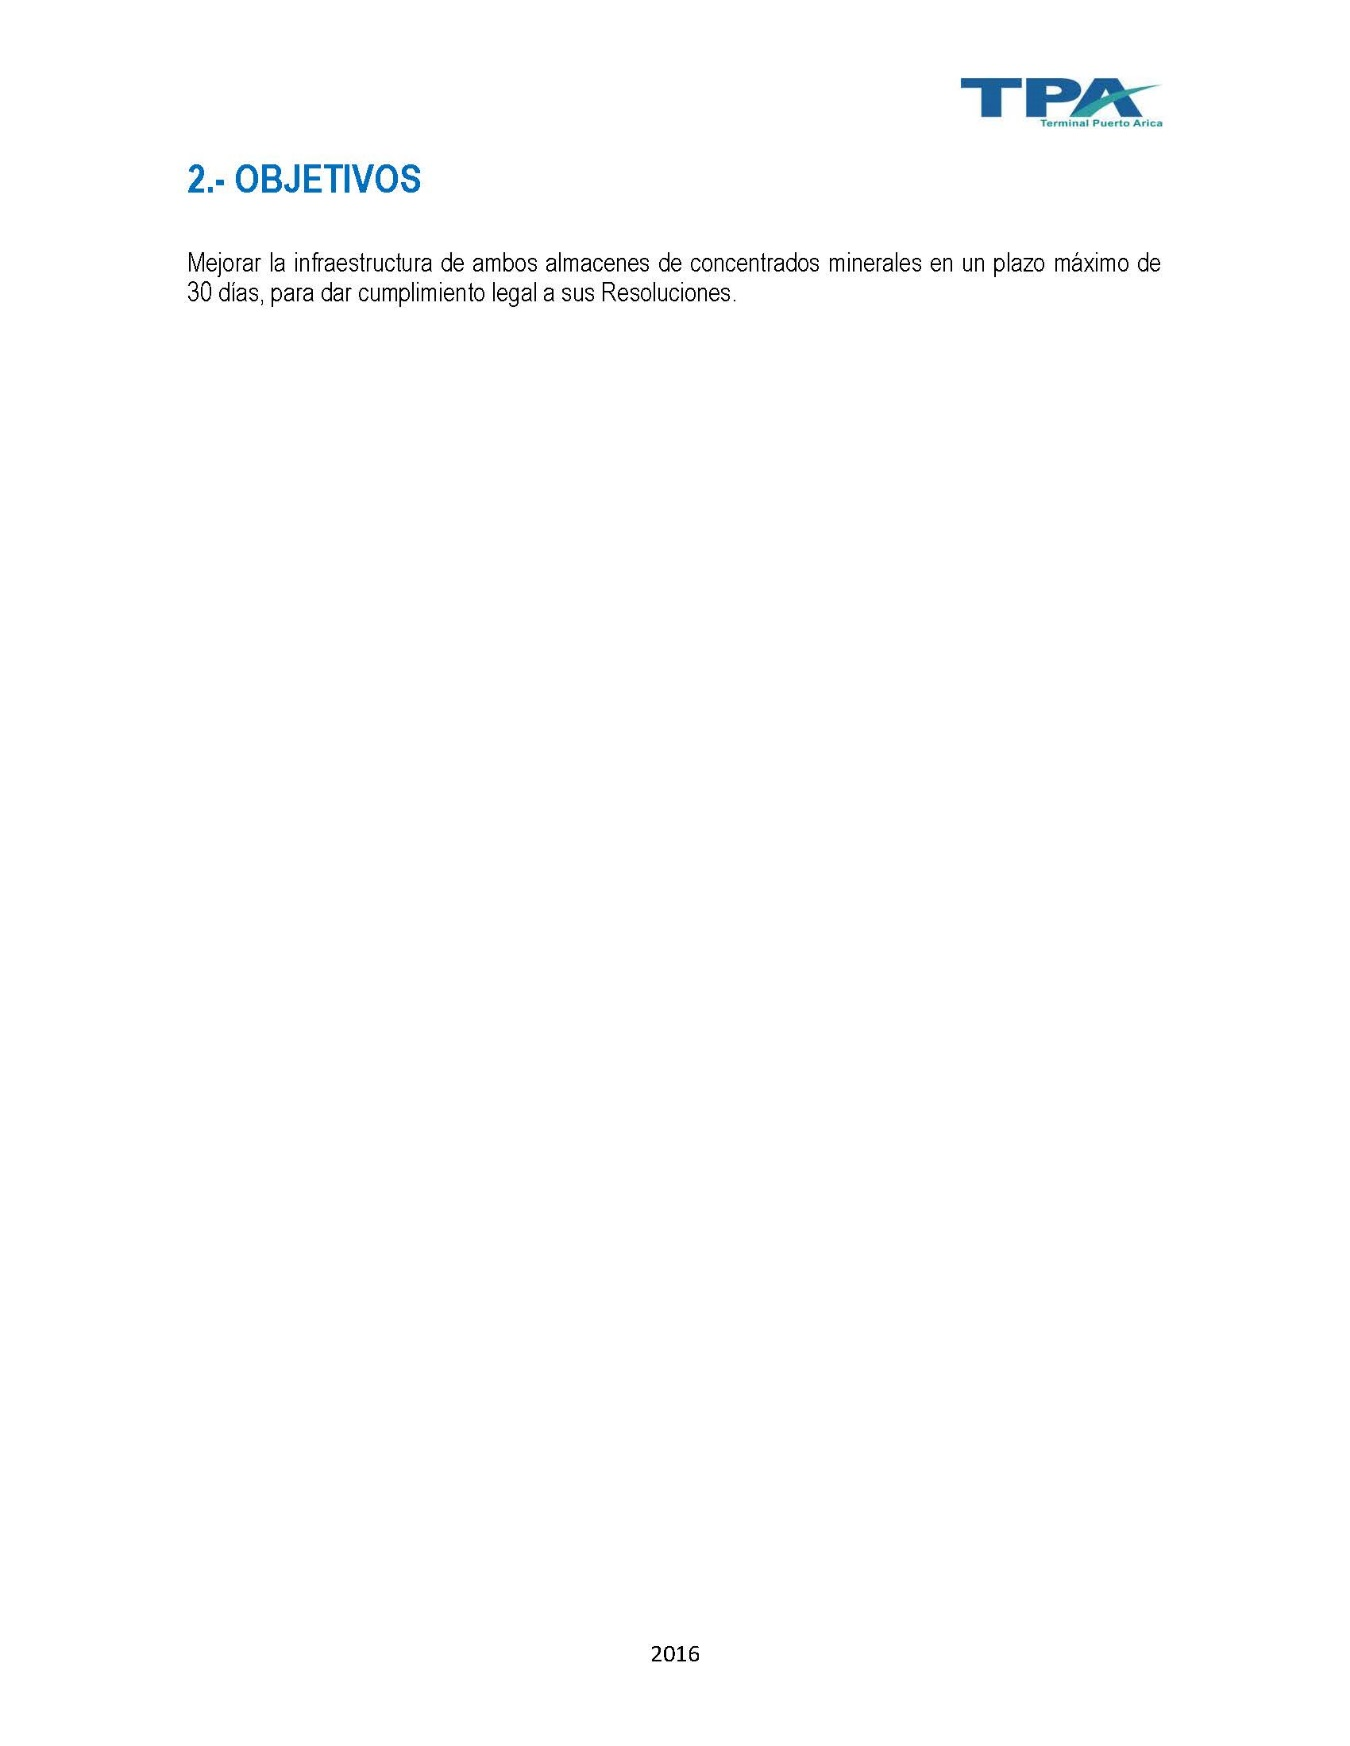 TPA
Terminal Puerto Arica
2.- OBJETIVOS
Mejorar la infraestructura de ambos almacenes de concentrados minerales en un plazo máximo de
30 días, para dar cumplimiento legal a sus Resoluciones.
2016